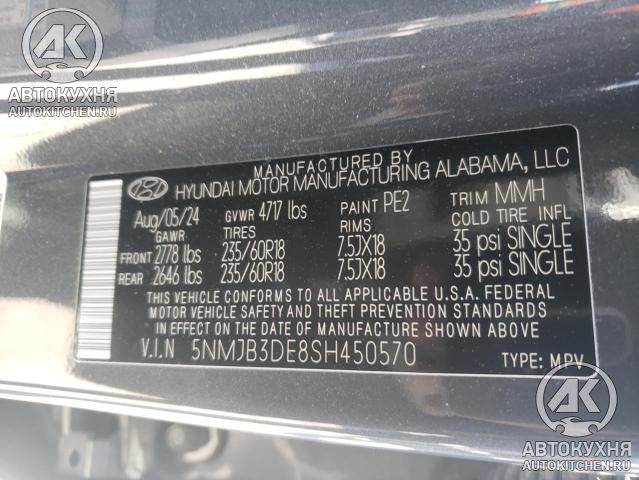 АК
АВТОКУХНЯ
AUTOKITCHEN.RU
MANUFACTURED BY
HYUNDAI MOTOR MANUFACTURING ALABAMA, LLC
Aug/05/24 GVWR 4717 lbs PAINT PE2 TRIM MMH
GAWR TIRES RIMS COLD TIRE INFL
FRONT 2778 lbs 235/60R18 7.5JX18 35 psi SINGLE
REAR 2646 lbs 235/60R18 7.5JX18 35 psi SINGLE
THIS VEHICLE CONFORMS TO ALL APPLICABLE U.S.A. FEDERAL
MOTOR VEHICLE SAFETY AND THEFT PREVENTION STANDARDS
IN EFFECT ON THE DATE OF MANUFACTURE SHOWN ABOVE.
V.I.N 5NMJB3DE8SH450570 TYPE: MPV
АК
АВТОКУХНЯ
AUTOKITCHEN.RU